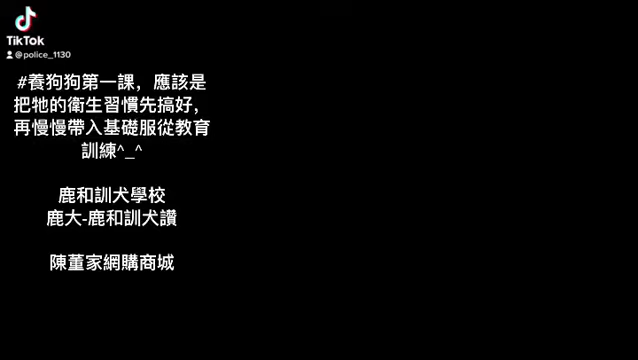 TikTok
@police_1130
#養狗狗第一課，應該是
把牠的衛生習慣先搞好，
再慢慢帶入基礎服從教育
訓練^_^
鹿和訓犬學校
鹿大-鹿和訓犬讚
陳董家網購商城